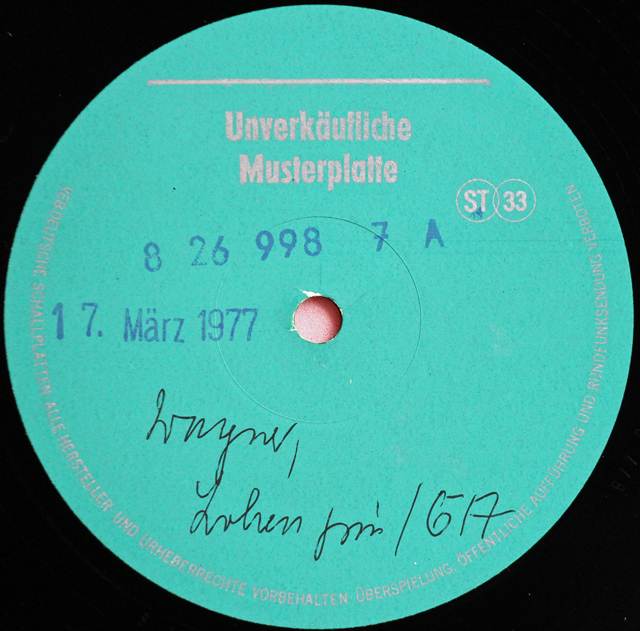 Unverkäufliche
Musterplatte
ST 33
8 26 998 7 A
17. März 1977
Wagner,
Lohengrin /
VEB DEUTSCHE SCHALLPLATTEN · ALLE HERSTELLER- UND URHEBERRECHTE VORBEHALTEN · ÜBERSPIELUNG, ÖFFENTLICHE AUFFÜHRUNG UND RUNDFUNKSENDUNG VERBOTEN